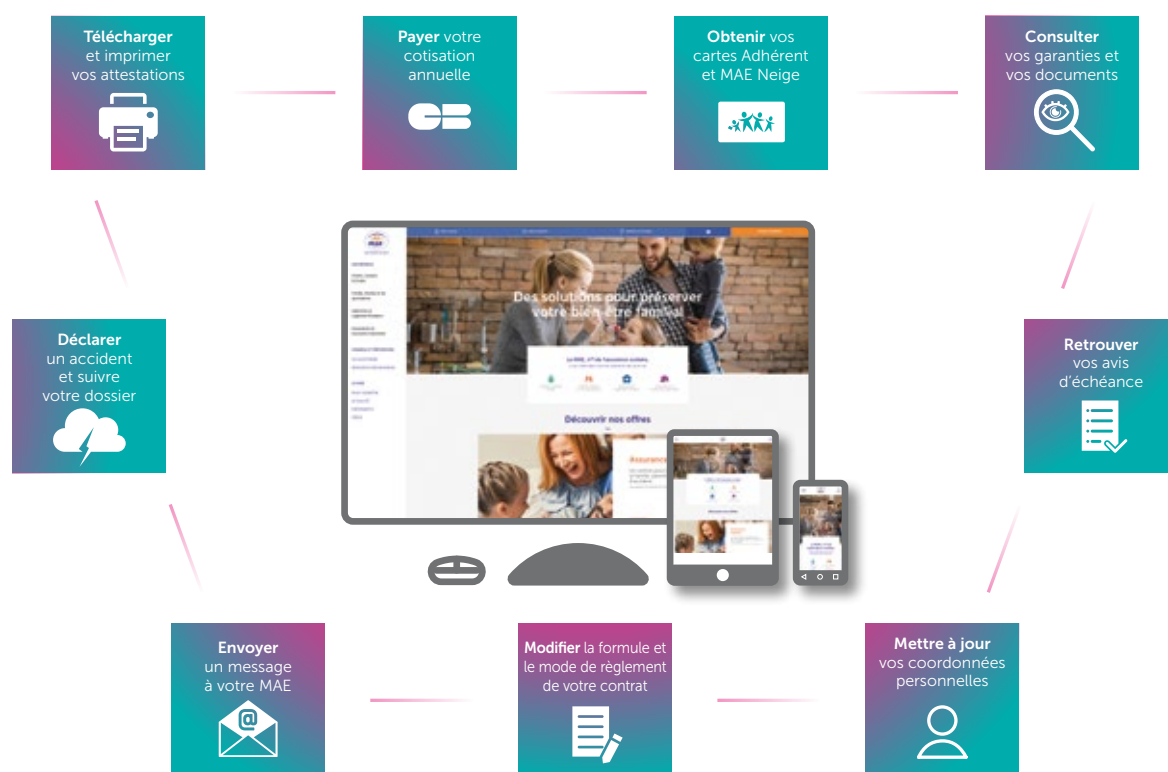 Télécharger
et imprimer
vos attestations
Payer votre
cotisation
annuelle
Obtenir vos
cartes Adhérent
et MAE Neige
Consulter
vos garanties et
vos documents
Déclarer
un accident
et suivre
votre dossier
Des solutions pour préserver
votre bien-être familial
Découvrir nos offres
Assurance
Retrouver
vos avis
d'échéance
Envoyer
un message
à votre MAE
@
Modifier la formule et
le mode de règlement
de votre contrat
Mettre à jour
vos coordonnées
personnelles